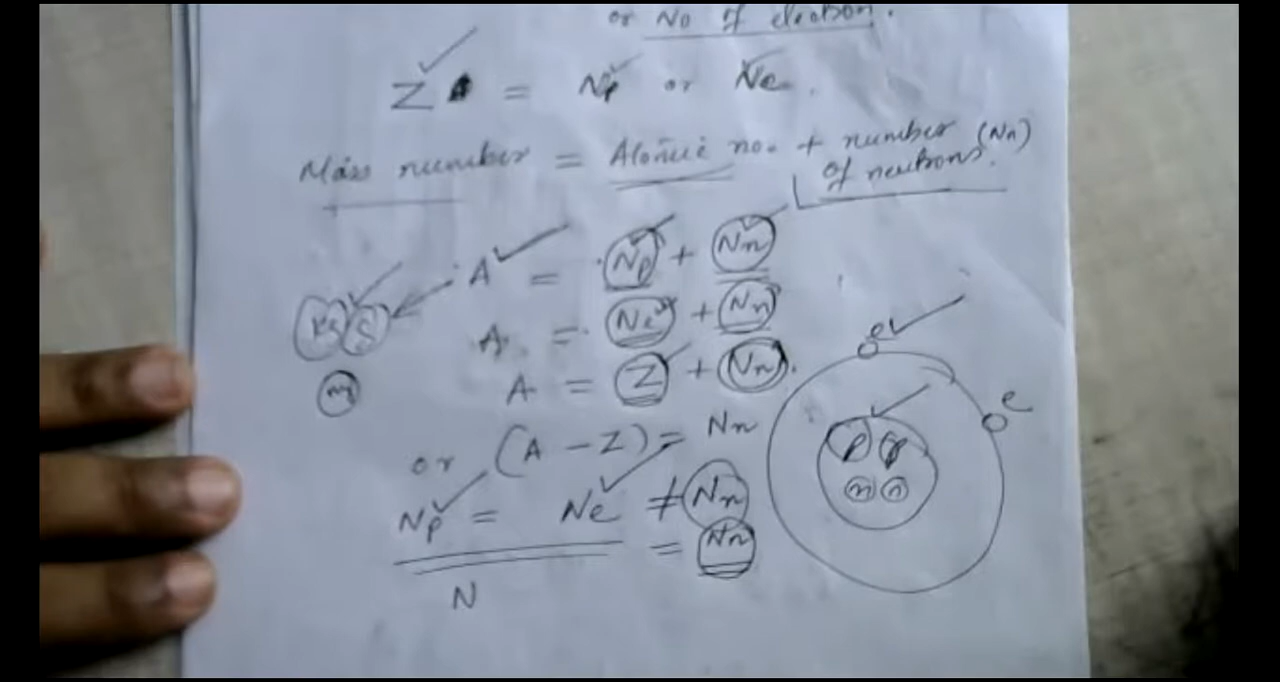 or No of electron.
Z = Np or Ne.
Mass number = Atomic no. + number (Nn)
of neutrons.
A = Np + Nn
A = Ne + Nn
A = Z + Nn.
or (A - Z) = Nn
Np = Ne ≠ Nn
= Nn
N
e
e
p p
n n